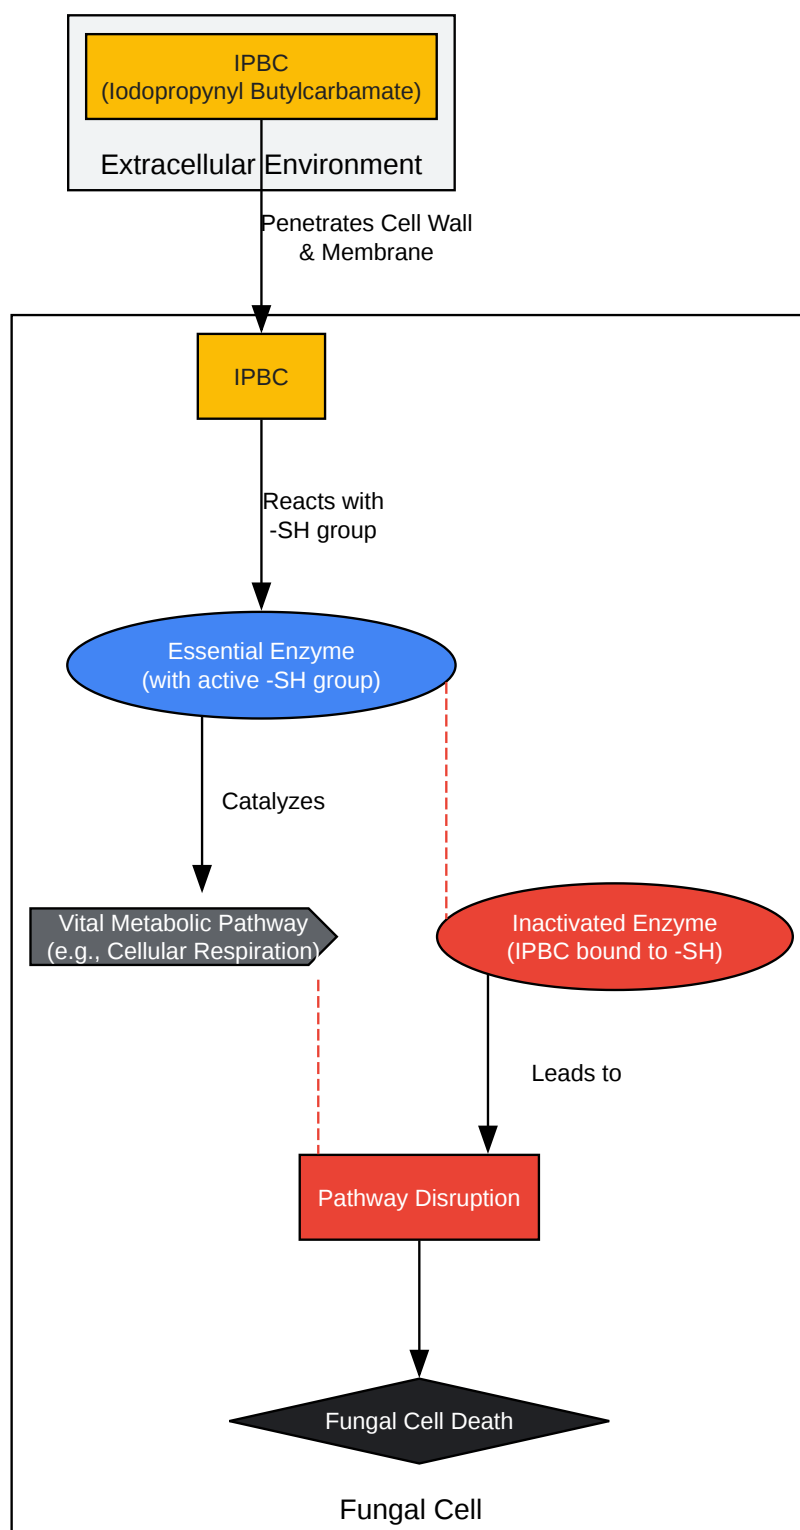 IPBC
(Iodopropynyl Butylcarbamate)
Extracellular Environment
Penetrates Cell Wall
& Membrane
IPBC
Reacts with
-SH group
Essential Enzyme
(with active -SH group)
Catalyzes
Vital Metabolic Pathway
(e.g., Cellular Respiration)
Inactivated Enzyme
(IPBC bound to -SH)
Leads to
Pathway Disruption
Fungal Cell Death
Fungal Cell